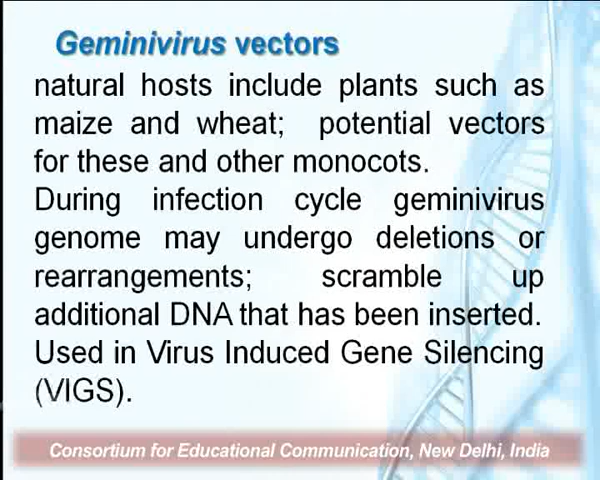 Geminivirus vectors
natural hosts include plants such as
maize and wheat; potential vectors
for these and other monocots.
During infection cycle geminivirus
genome may undergo deletions or
rearrangements; scramble up
additional DNA that has been inserted.
Used in Virus Induced Gene Silencing
(VIGS).
Consortium for Educational Communication, New Delhi, India